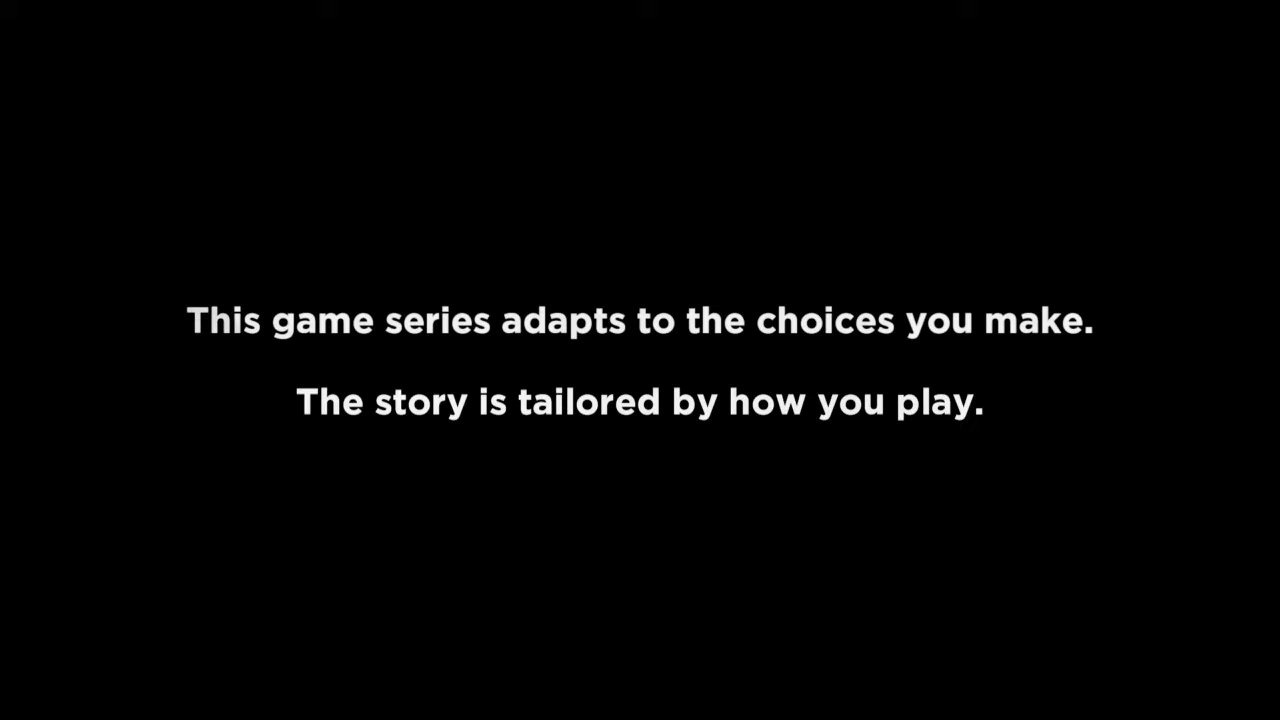 This game series adapts to the choices you make.
The story is tailored by how you play.